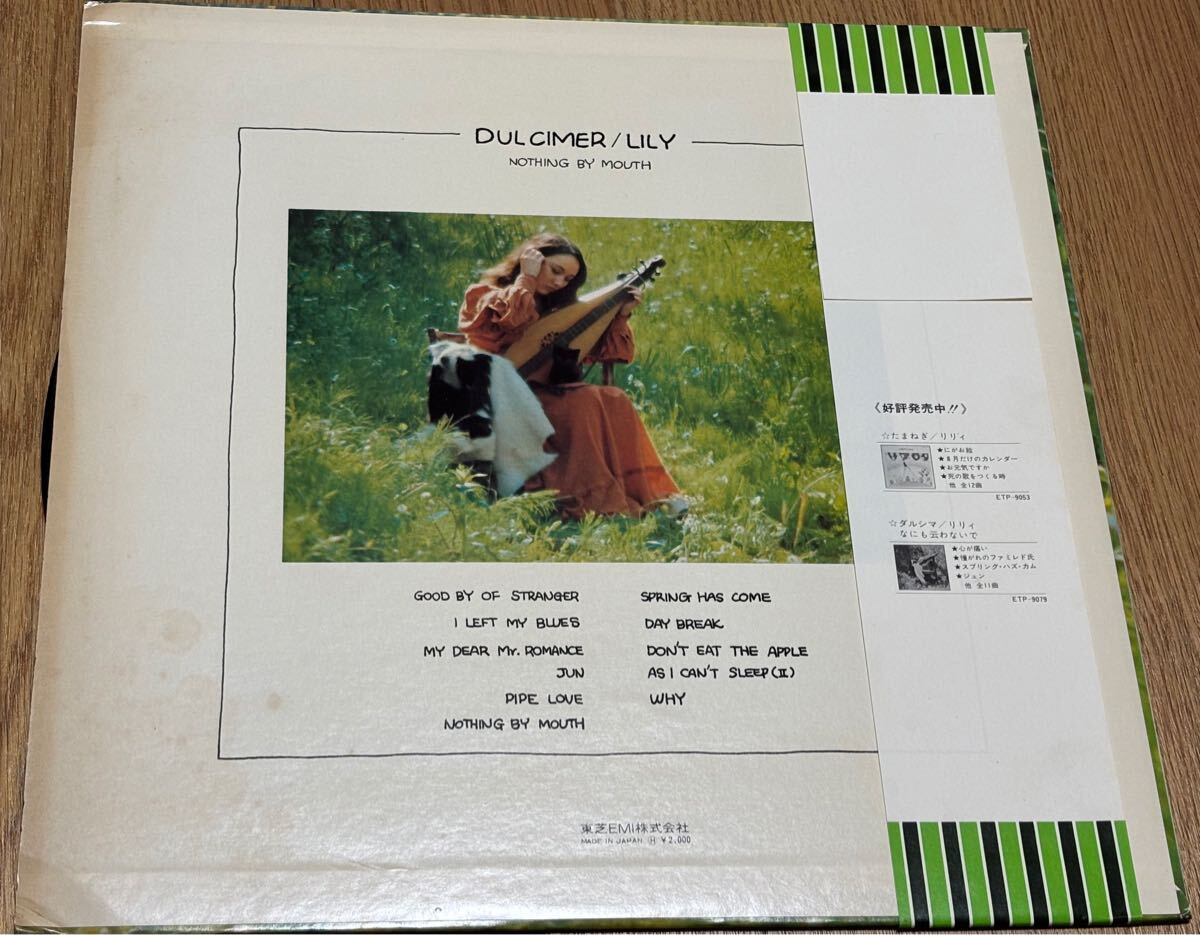 DULCIMER/LILY
NOTHING BY MOUTH
GOOD BY OF STRANGER
I LEFT MY BLUES
MY DEAR Mr. ROMANCE
JUN
PIPE LOVE
NOTHING BY MOUTH
SPRING HAS COME
DAY BREAK
DON'T EAT THE APPLE
AS I CAN'T SLEEP(II)
WHY
東芝EMI株式会社
MADE IN JAPAN Ⓗ ¥2,000
《好評発売中!!》
☆たまねぎ/リリィ
★にがお絵
★8月だけのカレンダー
★お元気ですか
★死の歌をつくる時
他 全12曲
ETP-9053
☆ダルシマ/リリィ
なにも云わないで
★心が痛い
★憧がれのファミレド氏
★スプリング・ハズ・カム
★ジュン
他 全11曲
ETP-9079